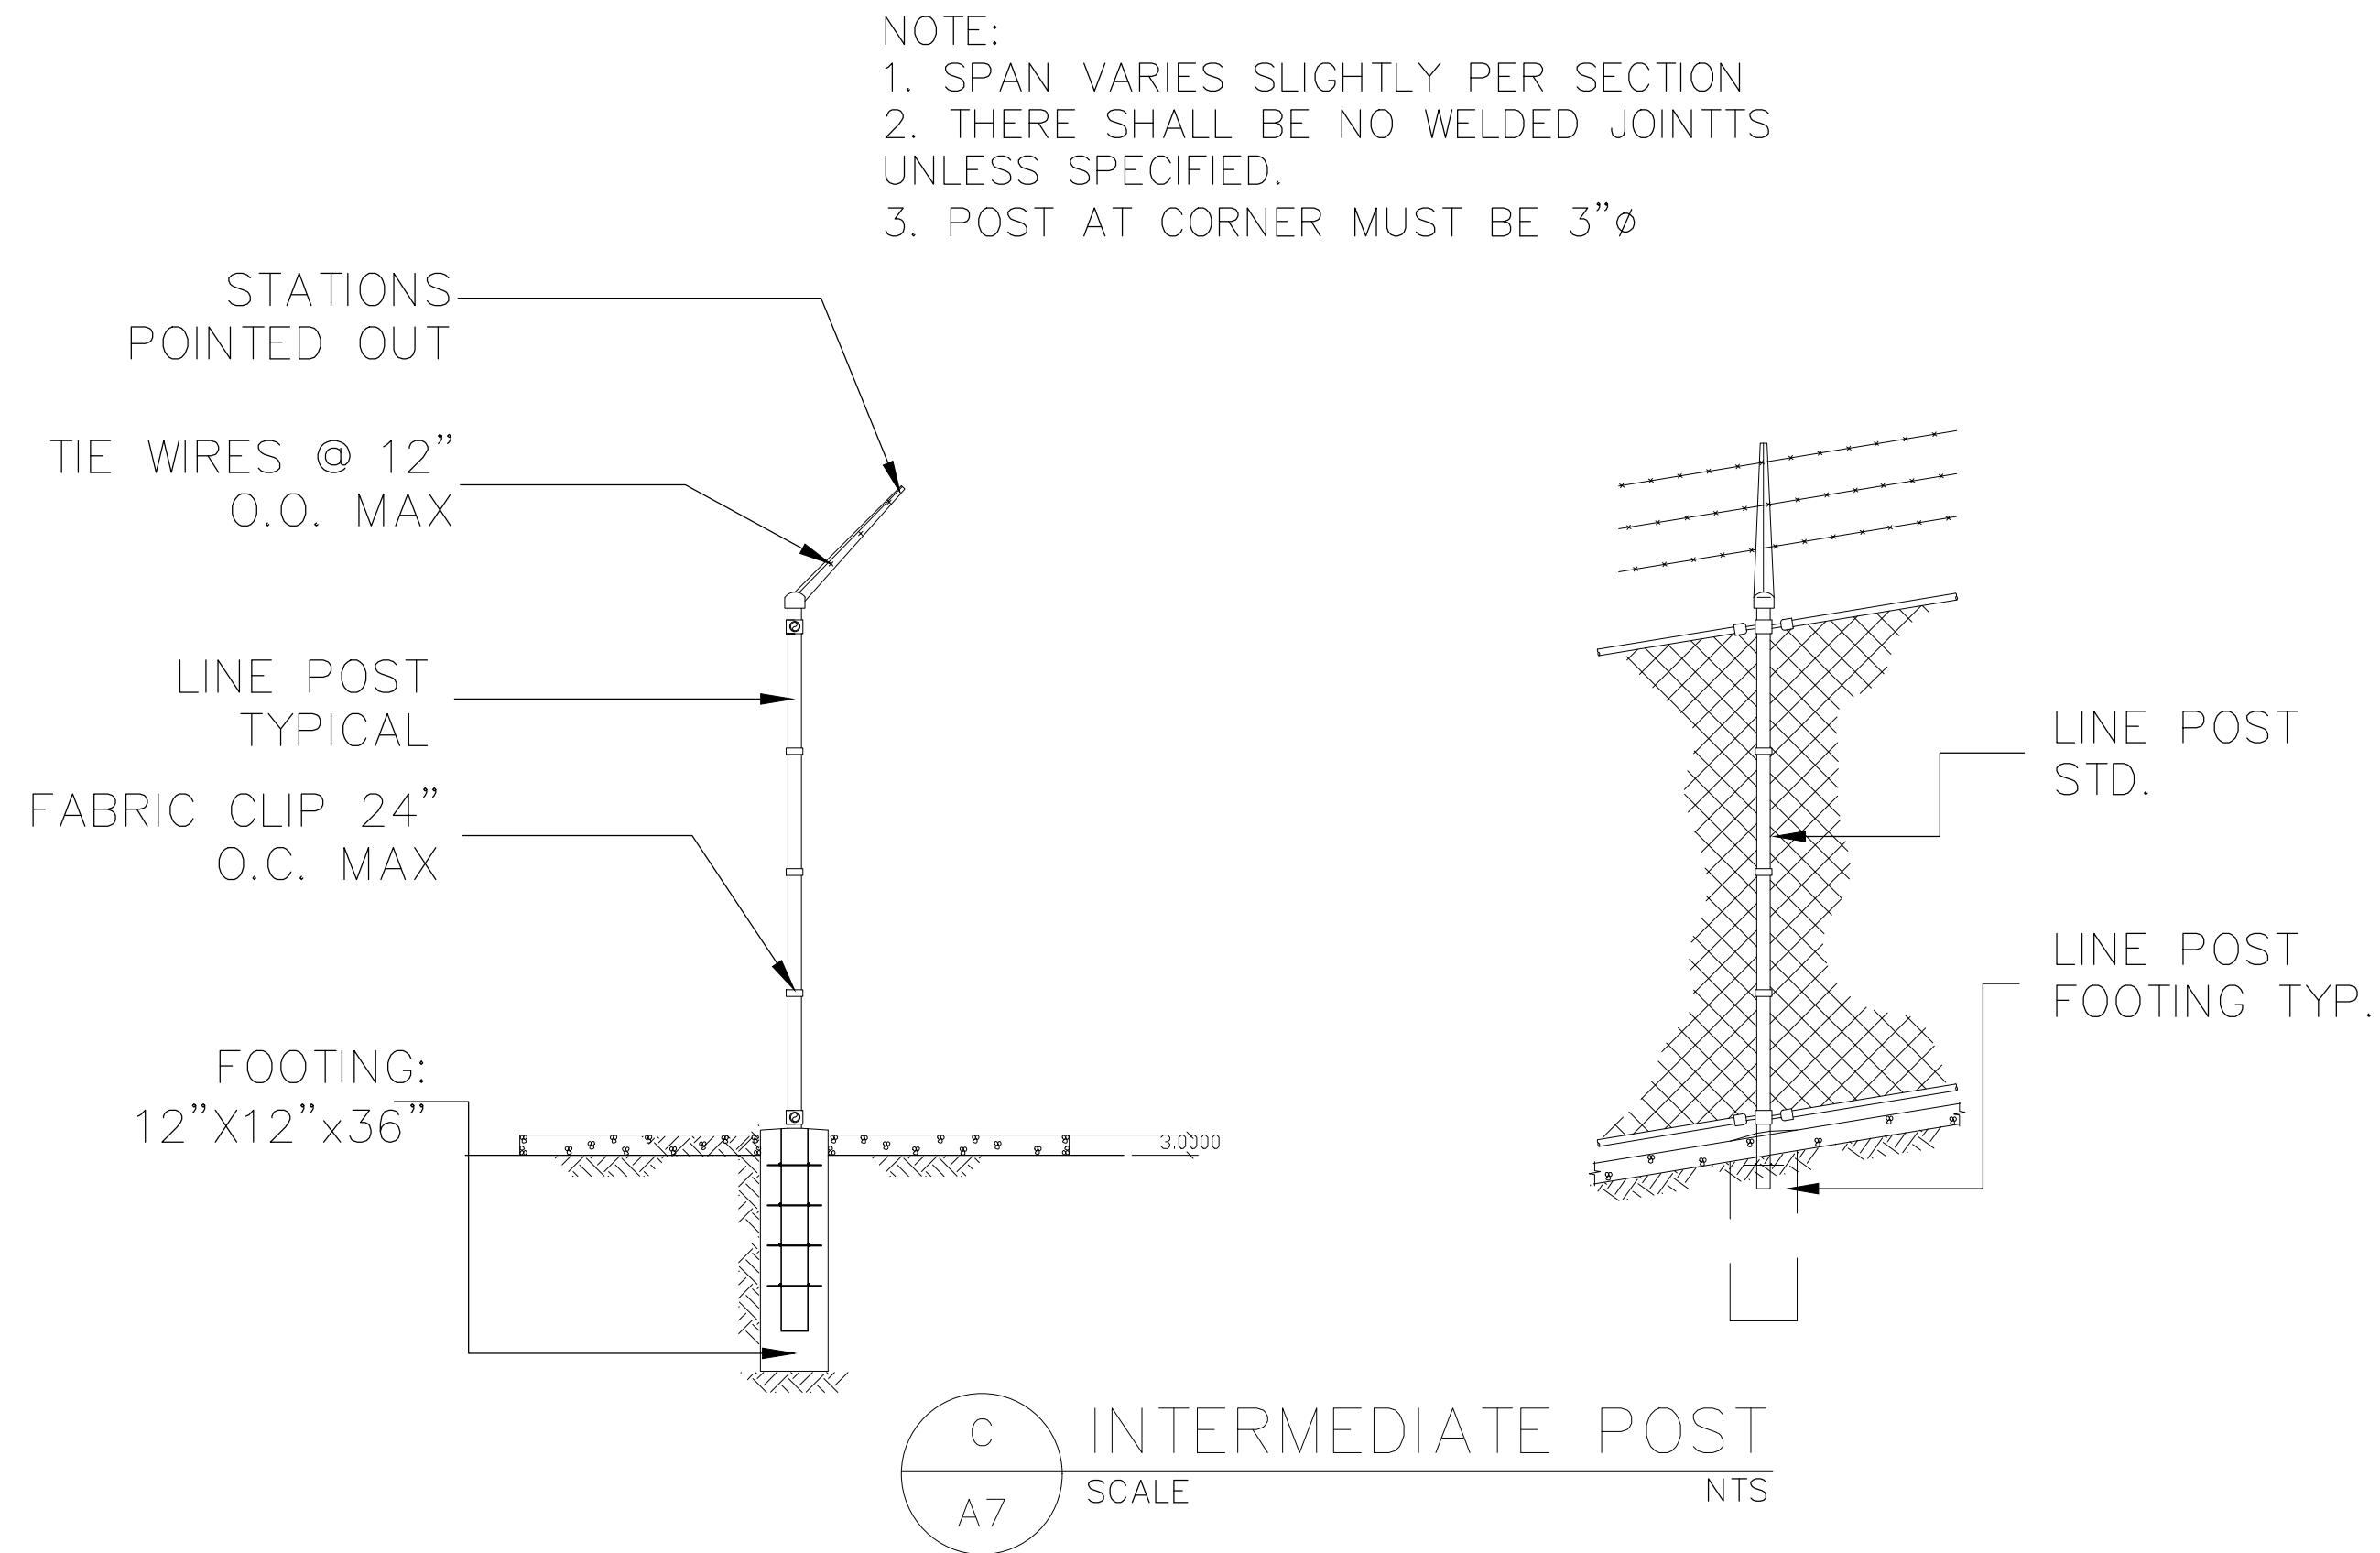 NOTE:
1. SPAN VARIES SLIGHTLY PER SECTION
2. THERE SHALL BE NO WELDED JOINTTS
UNLESS SPECIFIED.
3. POST AT CORNER MUST BE 3"ø
STATIONS
POINTED OUT
TIE WIRES @ 12"
O.O. MAX
LINE POST
TYPICAL
FABRIC CLIP 24"
O.C. MAX
FOOTING:
12"X12"x36"
3.0000
LINE POST
STD.
LINE POST
FOOTING TYP.
C
A7
INTERMEDIATE POST
SCALE
NTS